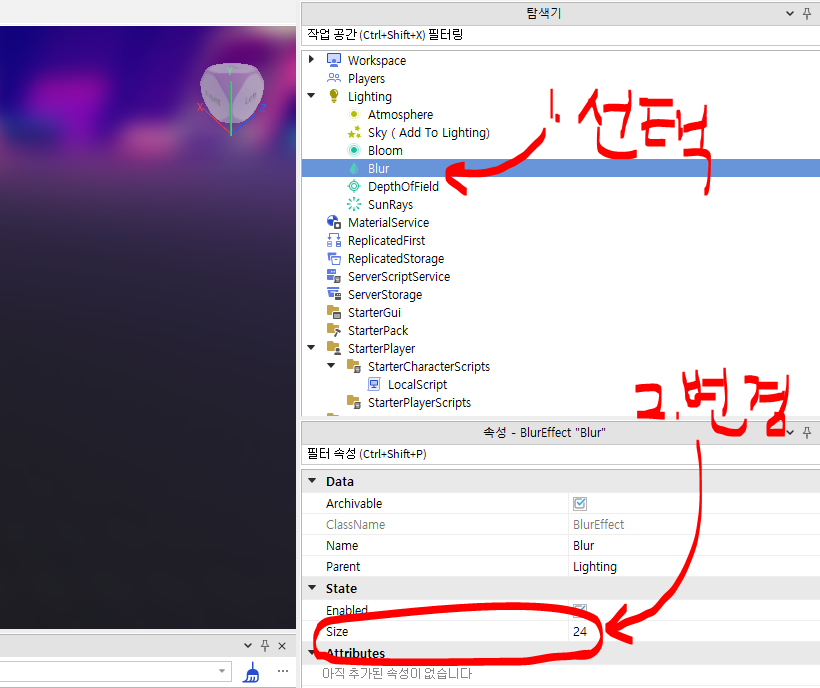 탐색기
작업 공간 (Ctrl+Shift+X) 필터링
Workspace
Players
Lighting
Atmosphere
Sky ( Add To Lighting)
Bloom
Blur
DepthOfField
SunRays
MaterialService
ReplicatedFirst
ReplicatedStorage
ServerScriptService
ServerStorage
StarterGui
StarterPack
StarterPlayer
StarterCharacterScripts
LocalScript
StarterPlayerScripts
1. 선택
2. 변경
속성 - BlurEffect "Blur"
필터 속성 (Ctrl+Shift+P)
Data
Archivable
ClassName BlurEffect
Name Blur
Parent Lighting
State
Enabled
Size 24
Attributes
아직 추가된 속성이 없습니다
X
Y
Left